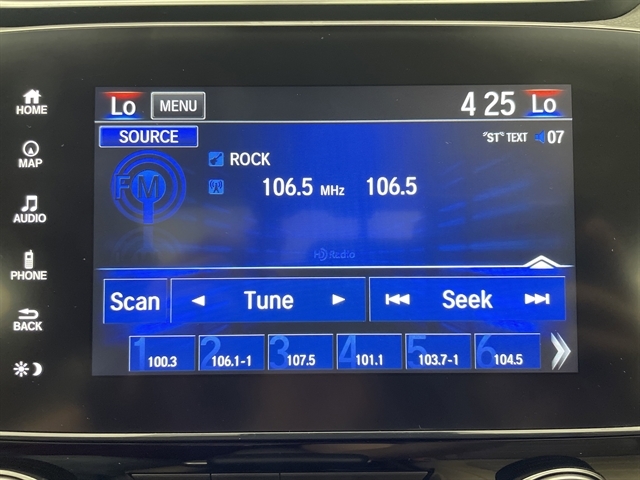 HOME
MAP
AUDIO
PHONE
BACK
Lo MENU 4 25 Lo
SOURCE "ST" TEXT 07
FM
ROCK
106.5 MHz 106.5
HD Radio
Scan Tune Seek
1 100.3 2 106.1-1 3 107.5 4 101.1 5 103.7-1 6 104.5